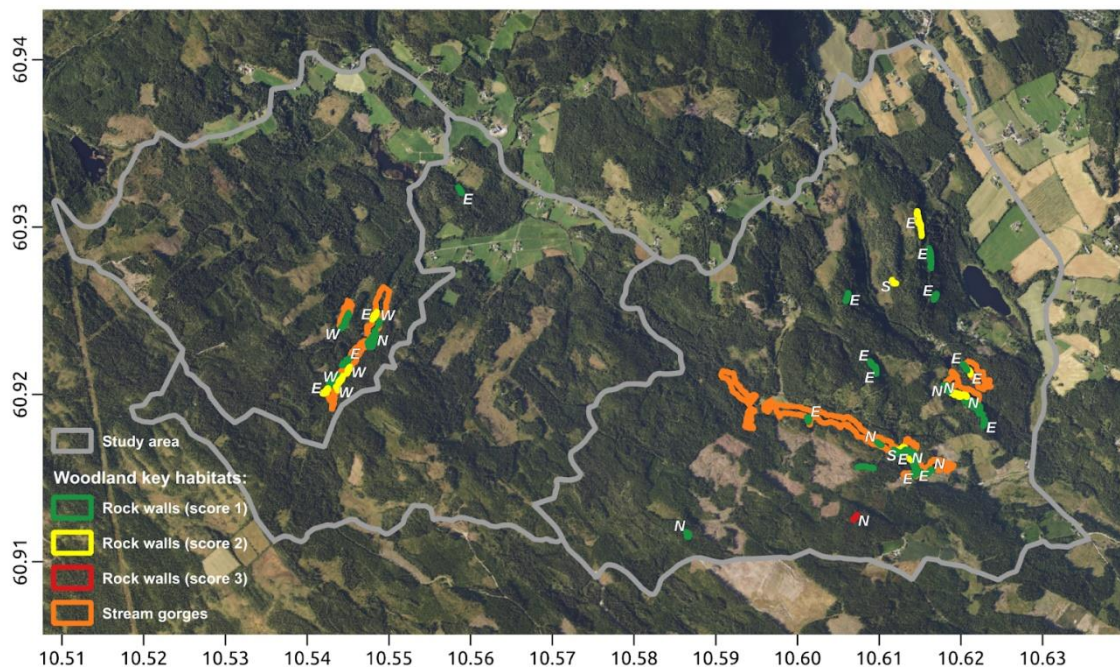 60.94
60.93
60.92
60.91
E
E
E
S
E
E
E
W
W
N
W
E
W
E
W
E
E
E
E
N
N
N
E
E
N
S
E
N
N
E
E
N
N
Study area
Woodland key habitats:
Rock walls (score 1)
Rock walls (score 2)
Rock walls (score 3)
Stream gorges
10.51 10.52 10.53 10.54 10.55 10.56 10.57 10.58 10.59 10.60 10.61 10.62 10.63